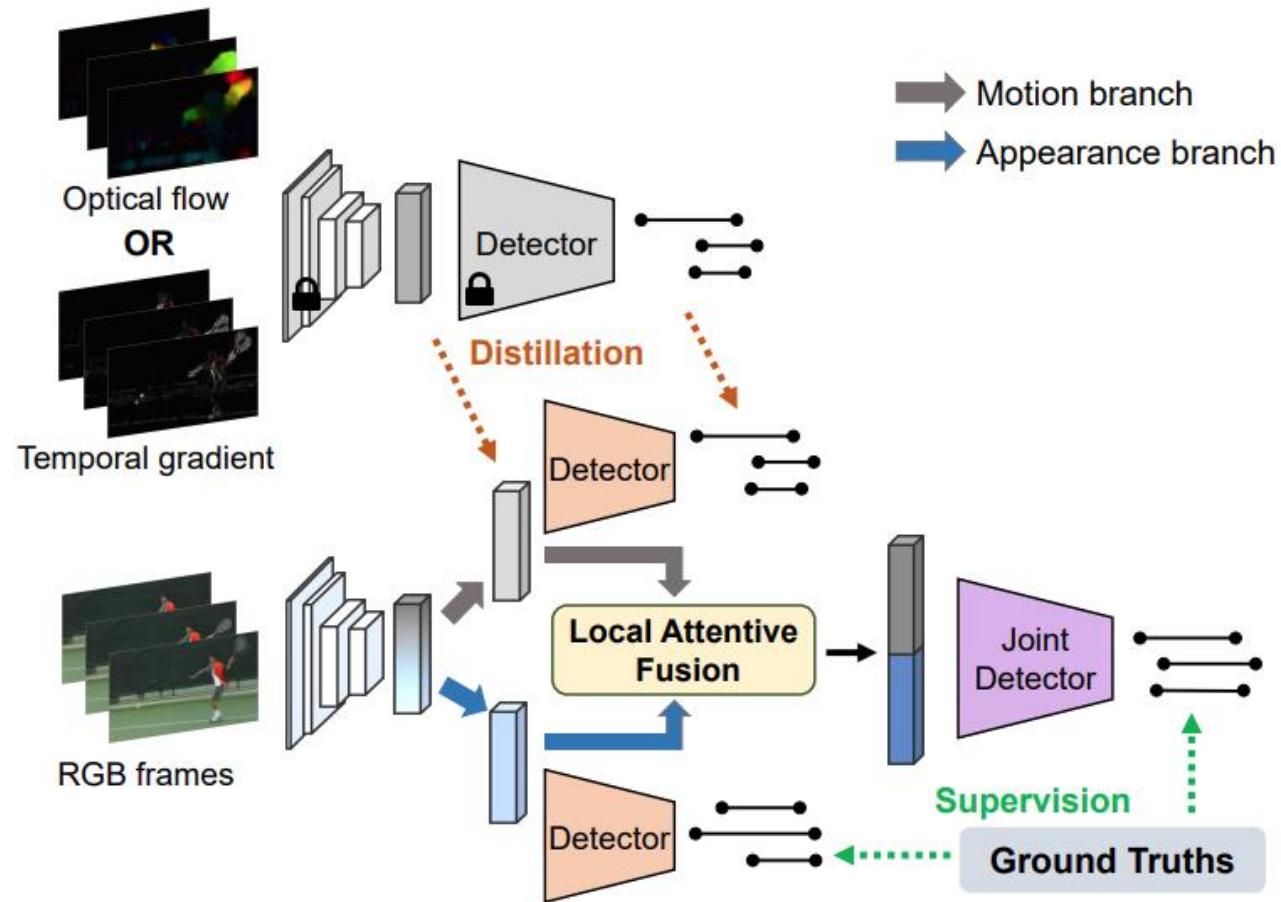 Motion branch
Appearance branch
Optical flow
OR
Temporal gradient
Detector
Distillation
Detector
RGB frames
Local Attentive
Fusion
Joint
Detector
Detector
Supervision
Ground Truths